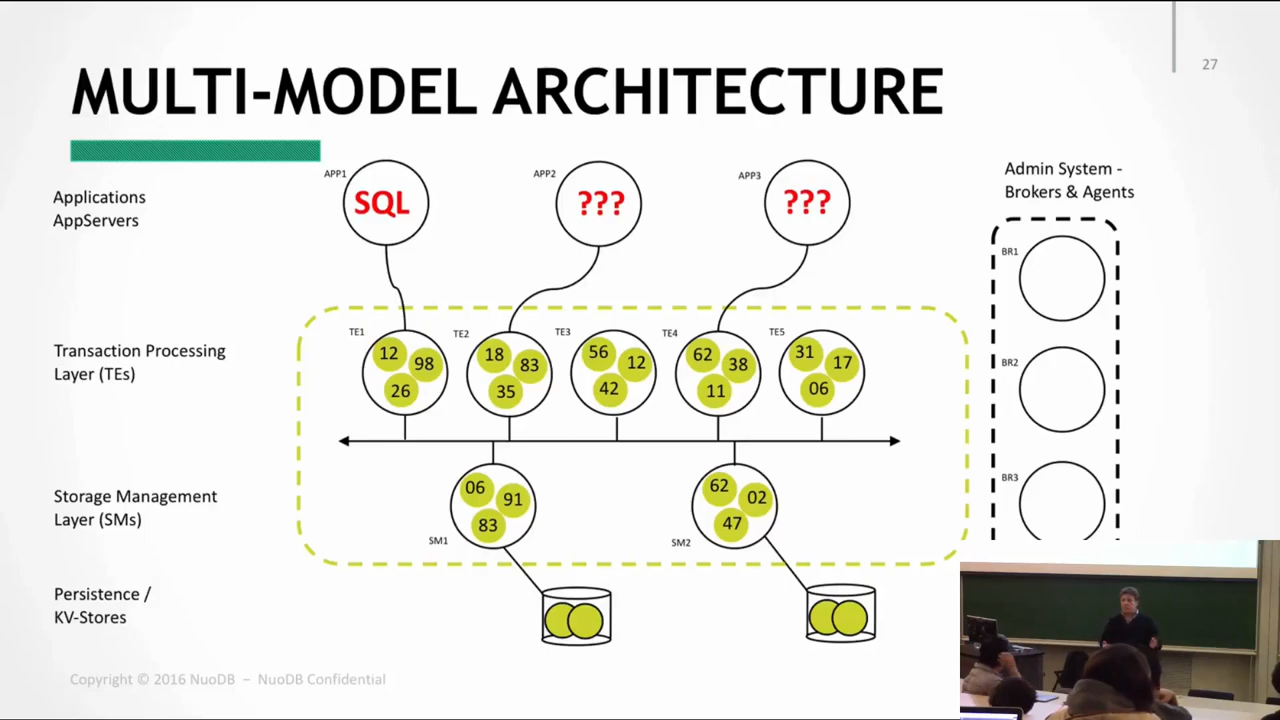 27
MULTI-MODEL ARCHITECTURE
Applications
AppServers
APP1
SQL
APP2
???
APP3
???
Admin System -
Brokers & Agents
BR1
BR2
BR3
Transaction Processing
Layer (TEs)
TE1
12
98
26
TE2
18
83
35
TE3
56
12
42
TE4
62
38
11
TE5
31
17
06
Storage Management
Layer (SMs)
SM1
06
91
83
SM2
62
02
47
Persistence /
KV-Stores
Copyright © 2016 NuoDB – NuoDB Confidential